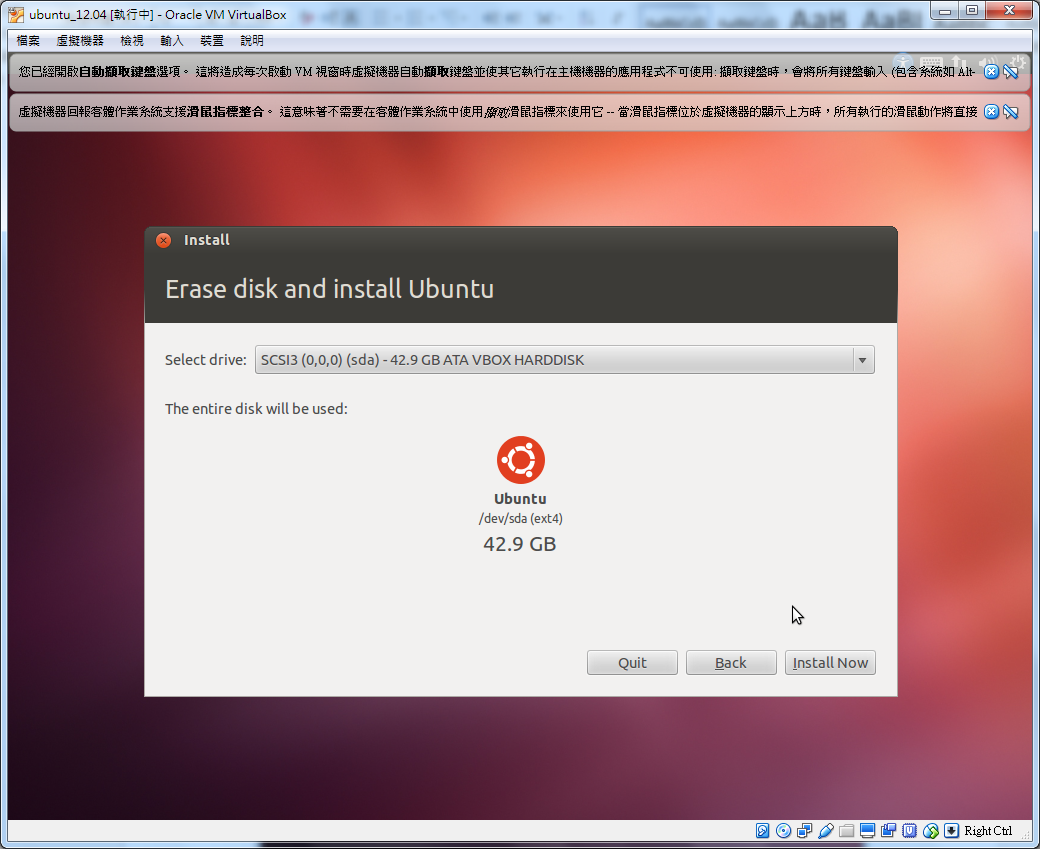 ubuntu_12.04 [執行中] - Oracle VM VirtualBox
檔案 虛擬機器 檢視 輸入 裝置 說明
您已經開啟自動擷取鍵盤選項。 這將造成每次啟動 VM 視窗時虛擬機器自動擷取鍵盤並使其它執行在主機機器的應用程式不可使用: 擷取鍵盤時，會將所有鍵盤輸入 (包含系統如 Alt-
虛擬機器回報客體作業系統支援滑鼠指標整合。 這意味著不需要在客體作業系統中使用擷取滑鼠指標來使用它 -- 當滑鼠指標位於虛擬機器的顯示上方時，所有執行的滑鼠動作將直接
Install
Erase disk and install Ubuntu
Select drive: SCSI3 (0,0,0) (sda) - 42.9 GB ATA VBOX HARDDISK
The entire disk will be used:
Ubuntu
/dev/sda (ext4)
42.9 GB
Quit Back Install Now
Right Ctrl